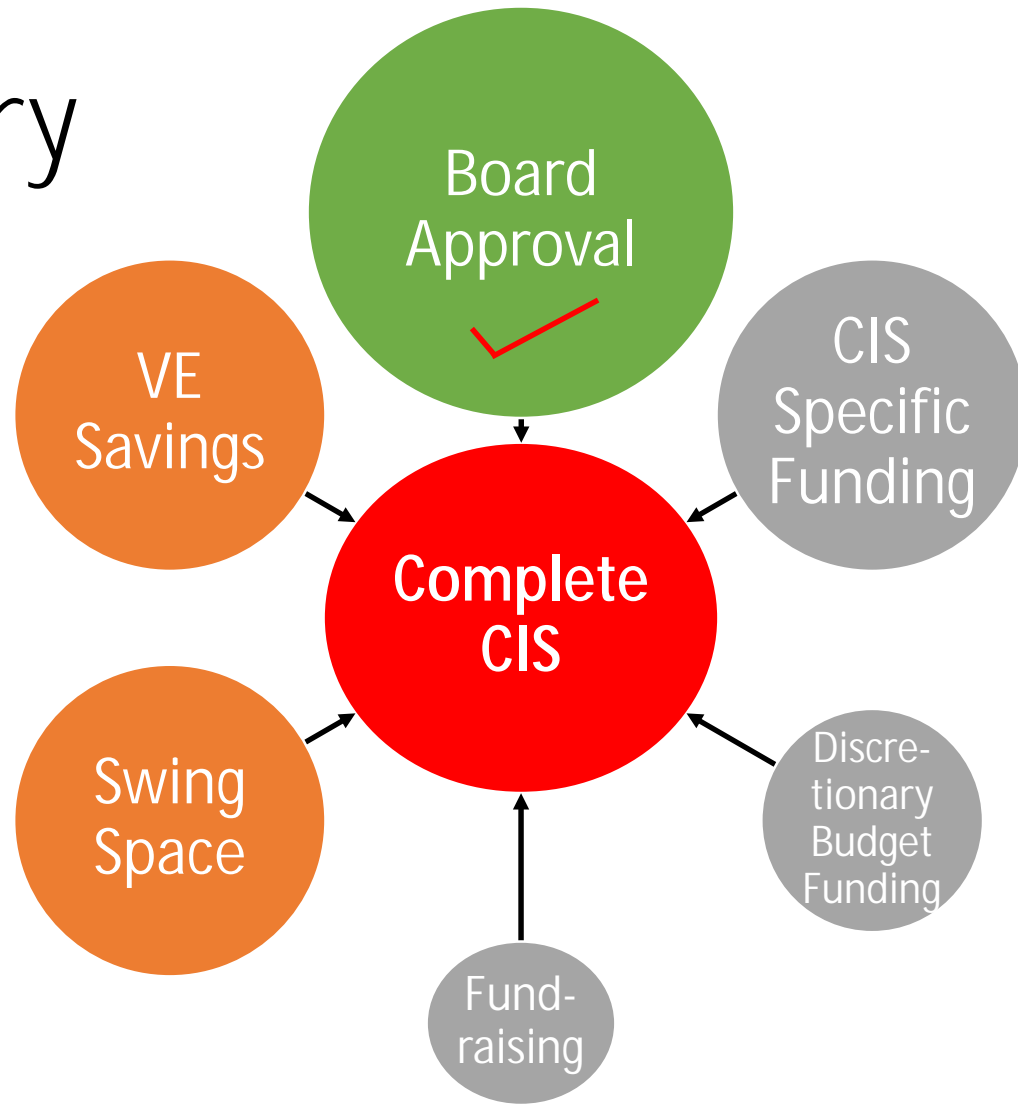 ry
Board
Approval
VE
Savings
CIS
Specific
Funding
Complete
CIS
Swing
Space
Discre-
tionary
Budget
Funding
Fund-
raising